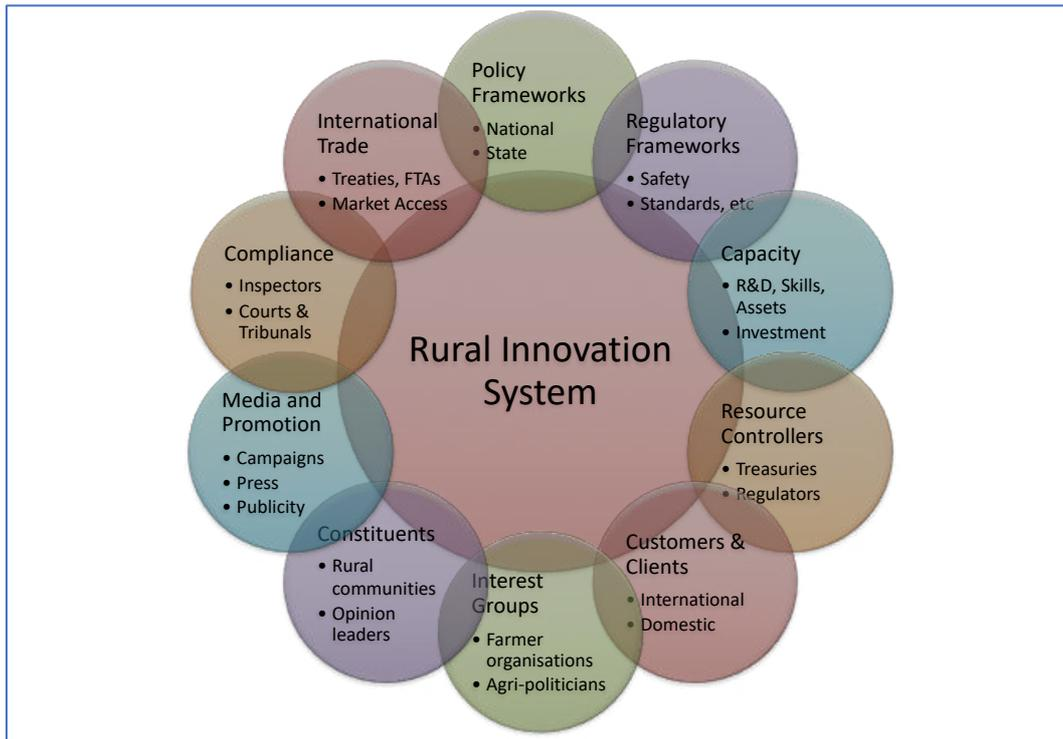 Policy
Frameworks
• National
• State
Regulatory
Frameworks
• Safety
• Standards, etc
Capacity
• R&D, Skills,
Assets
• Investment
Resource
Controllers
• Treasuries
• Regulators
Customers &
Clients
• International
• Domestic
Interest
Groups
• Farmer
organisations
• Agri-politicians
Constituents
• Rural
communities
• Opinion
leaders
Media and
Promotion
• Campaigns
• Press
• Publicity
Compliance
• Inspectors
• Courts &
Tribunals
International
Trade
• Treaties, FTAs
• Market Access
Rural Innovation
System